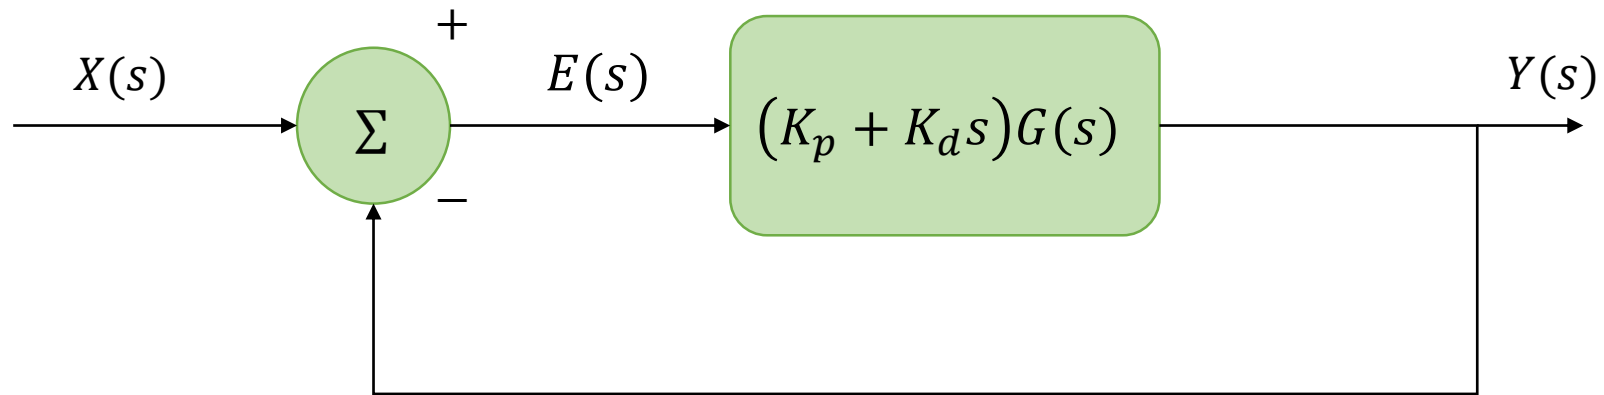 +
X(s)
E(s)
Y(s)
Σ
(K_p + K_d s)G(s)
−